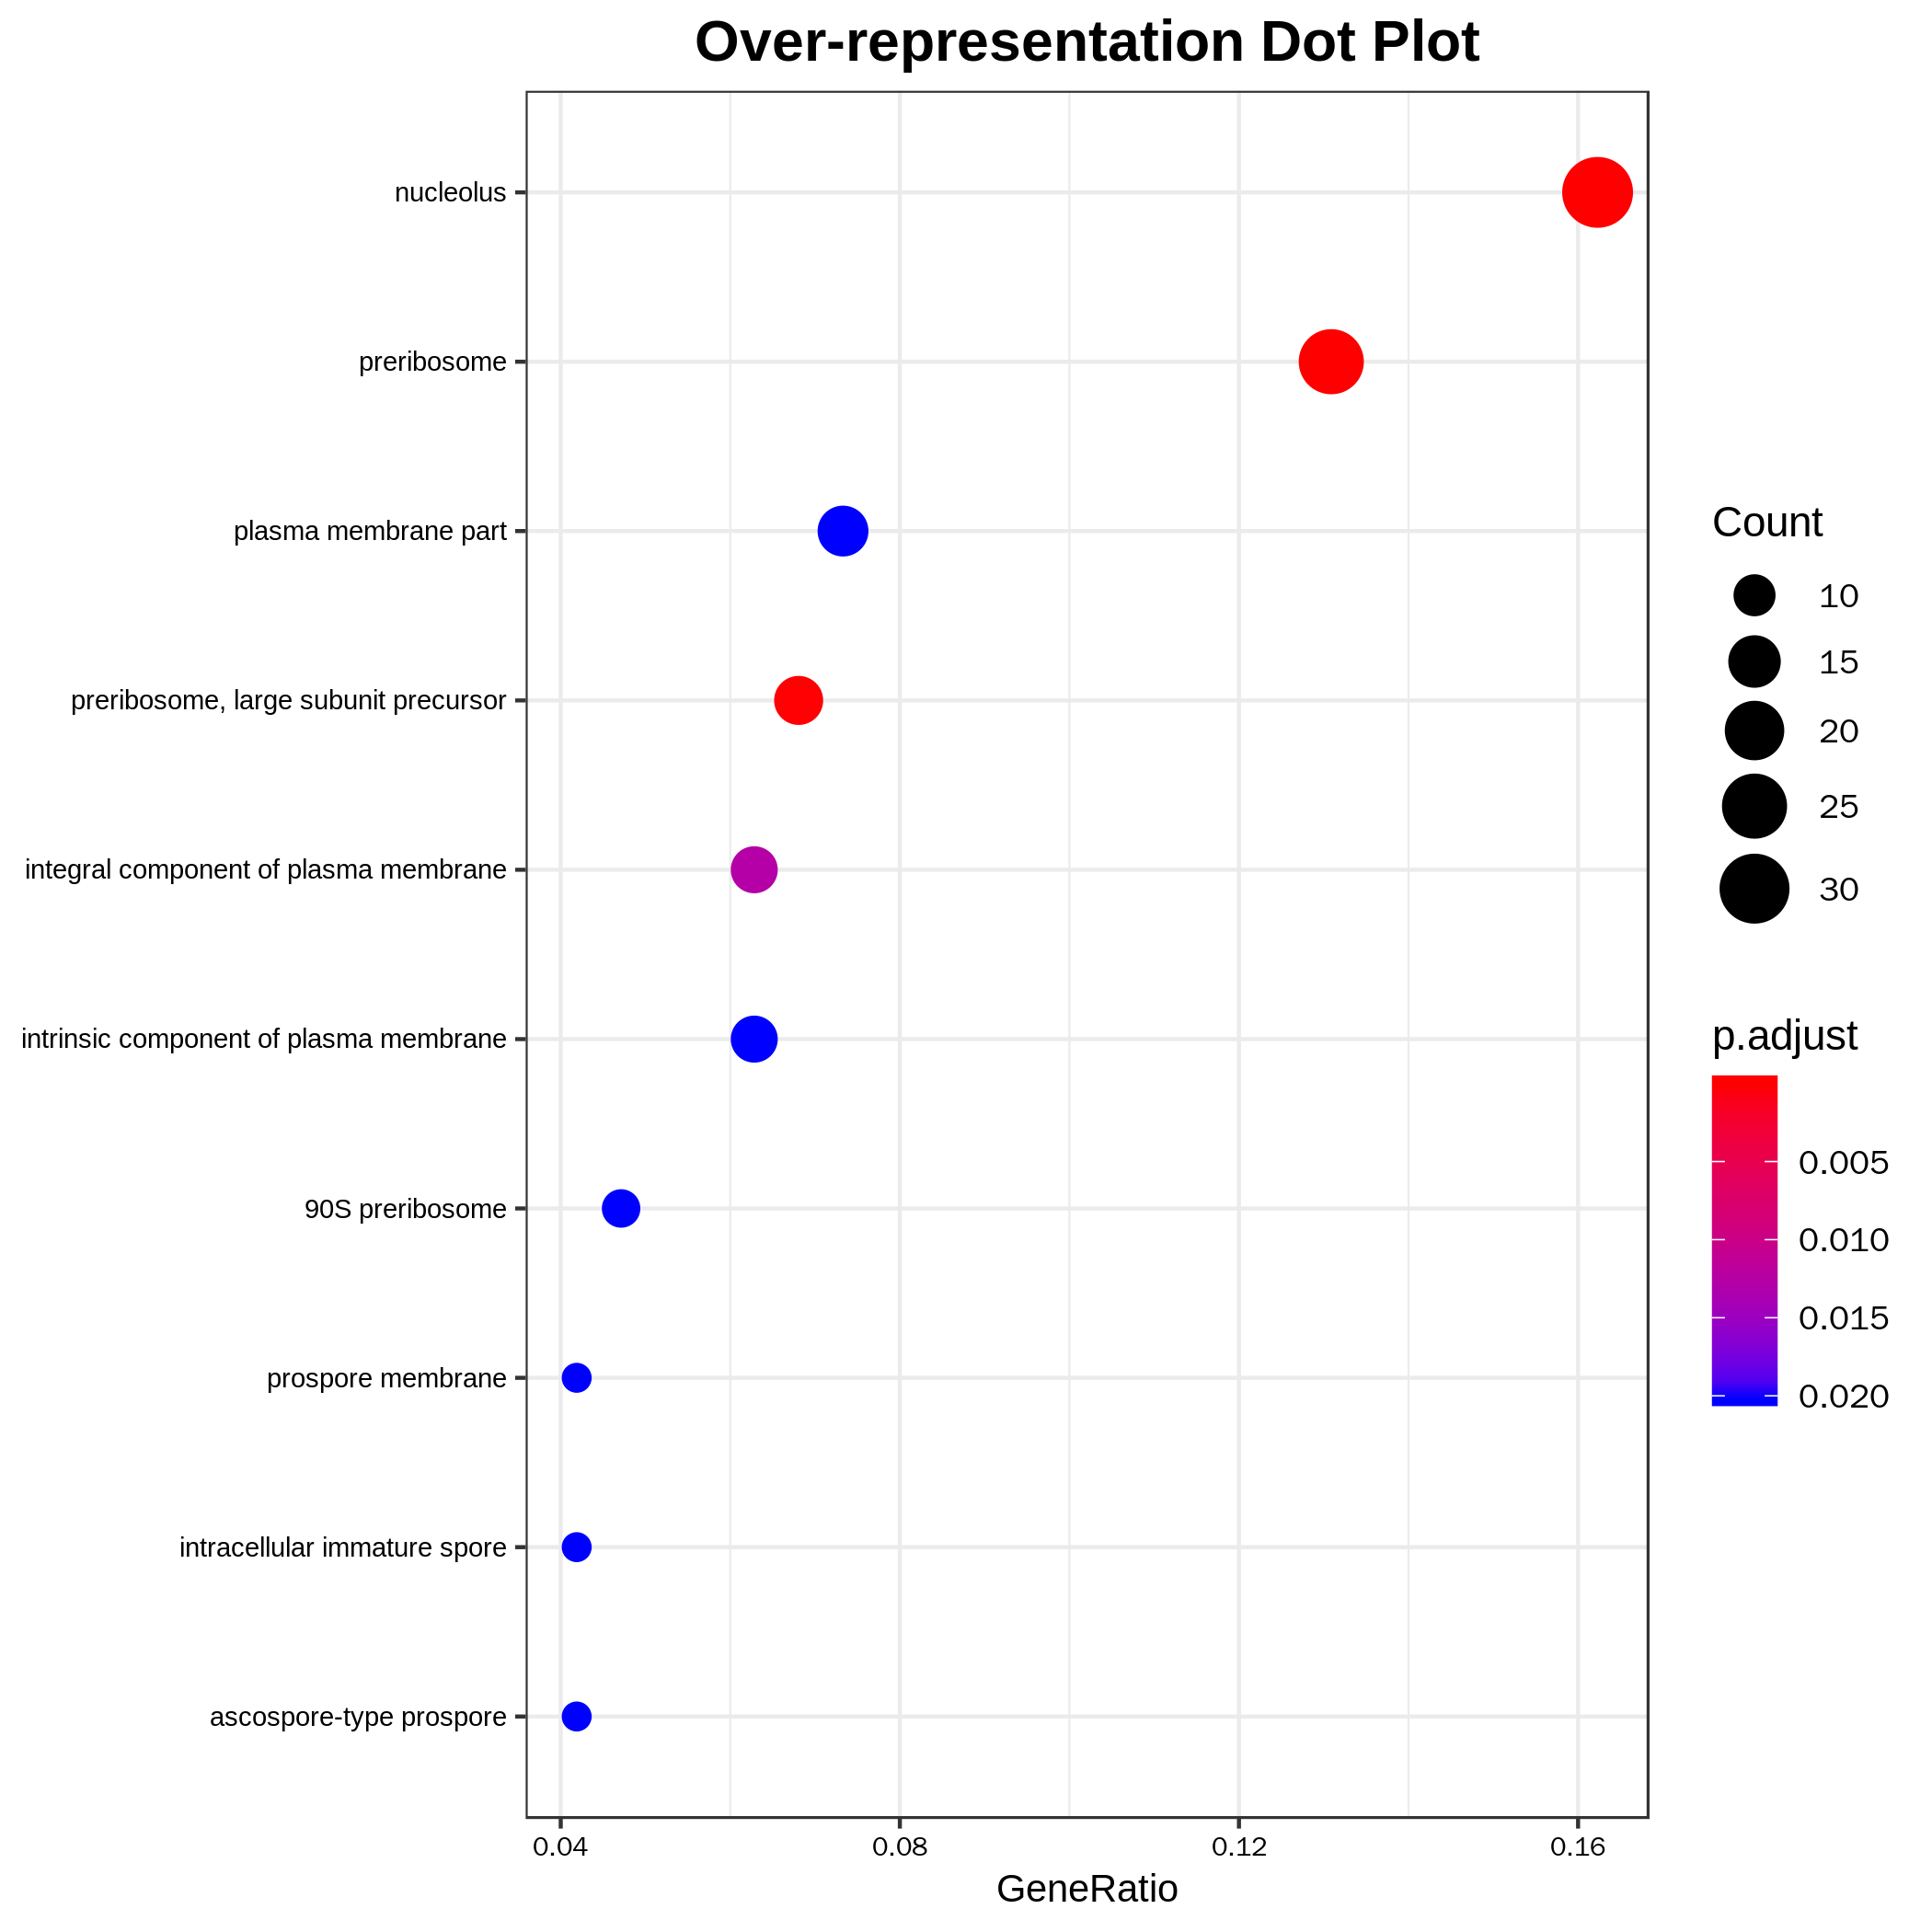 Over-representation Dot Plot
nucleolus
preribosome
plasma membrane part
preribosome, large subunit precursor
integral component of plasma membrane
intrinsic component of plasma membrane
90S preribosome
prospore membrane
intracellular immature spore
ascospore-type prospore
0.04 0.08 0.12 0.16
GeneRatio
Count
10
15
20
25
30
p.adjust
0.005
0.010
0.015
0.020